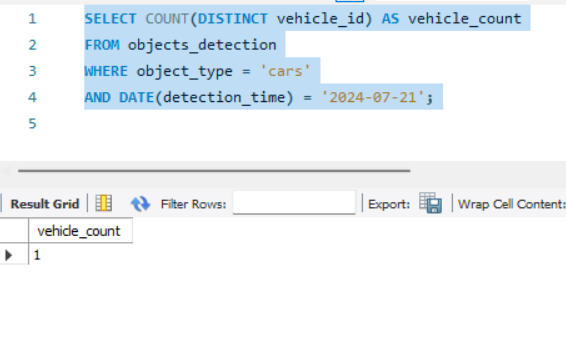 1 SELECT COUNT(DISTINCT vehicle_id) AS vehicle_count
2 FROM objects_detection
3 WHERE object_type = 'cars'
4 AND DATE(detection_time) = '2024-07-21';
5
Result Grid Filter Rows: Export: Wrap Cell Content:
vehicle_count
1